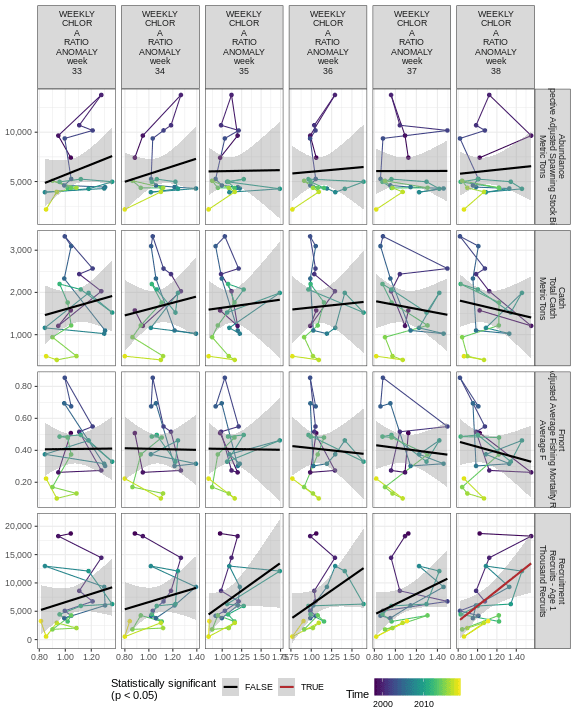 WEEKLY
CHLOR
A
RATIO
ANOMALY
week
33
WEEKLY
CHLOR
A
RATIO
ANOMALY
week
34
WEEKLY
CHLOR
A
RATIO
ANOMALY
week
35
WEEKLY
CHLOR
A
RATIO
ANOMALY
week
36
WEEKLY
CHLOR
A
RATIO
ANOMALY
week
37
WEEKLY
CHLOR
A
RATIO
ANOMALY
week
38
10,000
5,000
Abundance
pective Adjusted Spawning Stock Bi
Metric Tons
3,000
2,000
1,000
Catch
Total Catch
Metric Tons
0.80
0.60
0.40
0.20
Fmort
djusted Average Fishing Mortality R
Average F
20,000
15,000
10,000
5,000
0
Recruitment
Recruits - Age 1
Thousand Recruits
0.80 1.00 1.20
0.80 1.00 1.20 1.40
1.00 1.25 1.50
1.00 1.25 1.50
0.80 1.00 1.20 1.40
0.80 1.00 1.20 1.40
Statistically significant
(p < 0.05)
FALSE
TRUE
Time
2000 2010